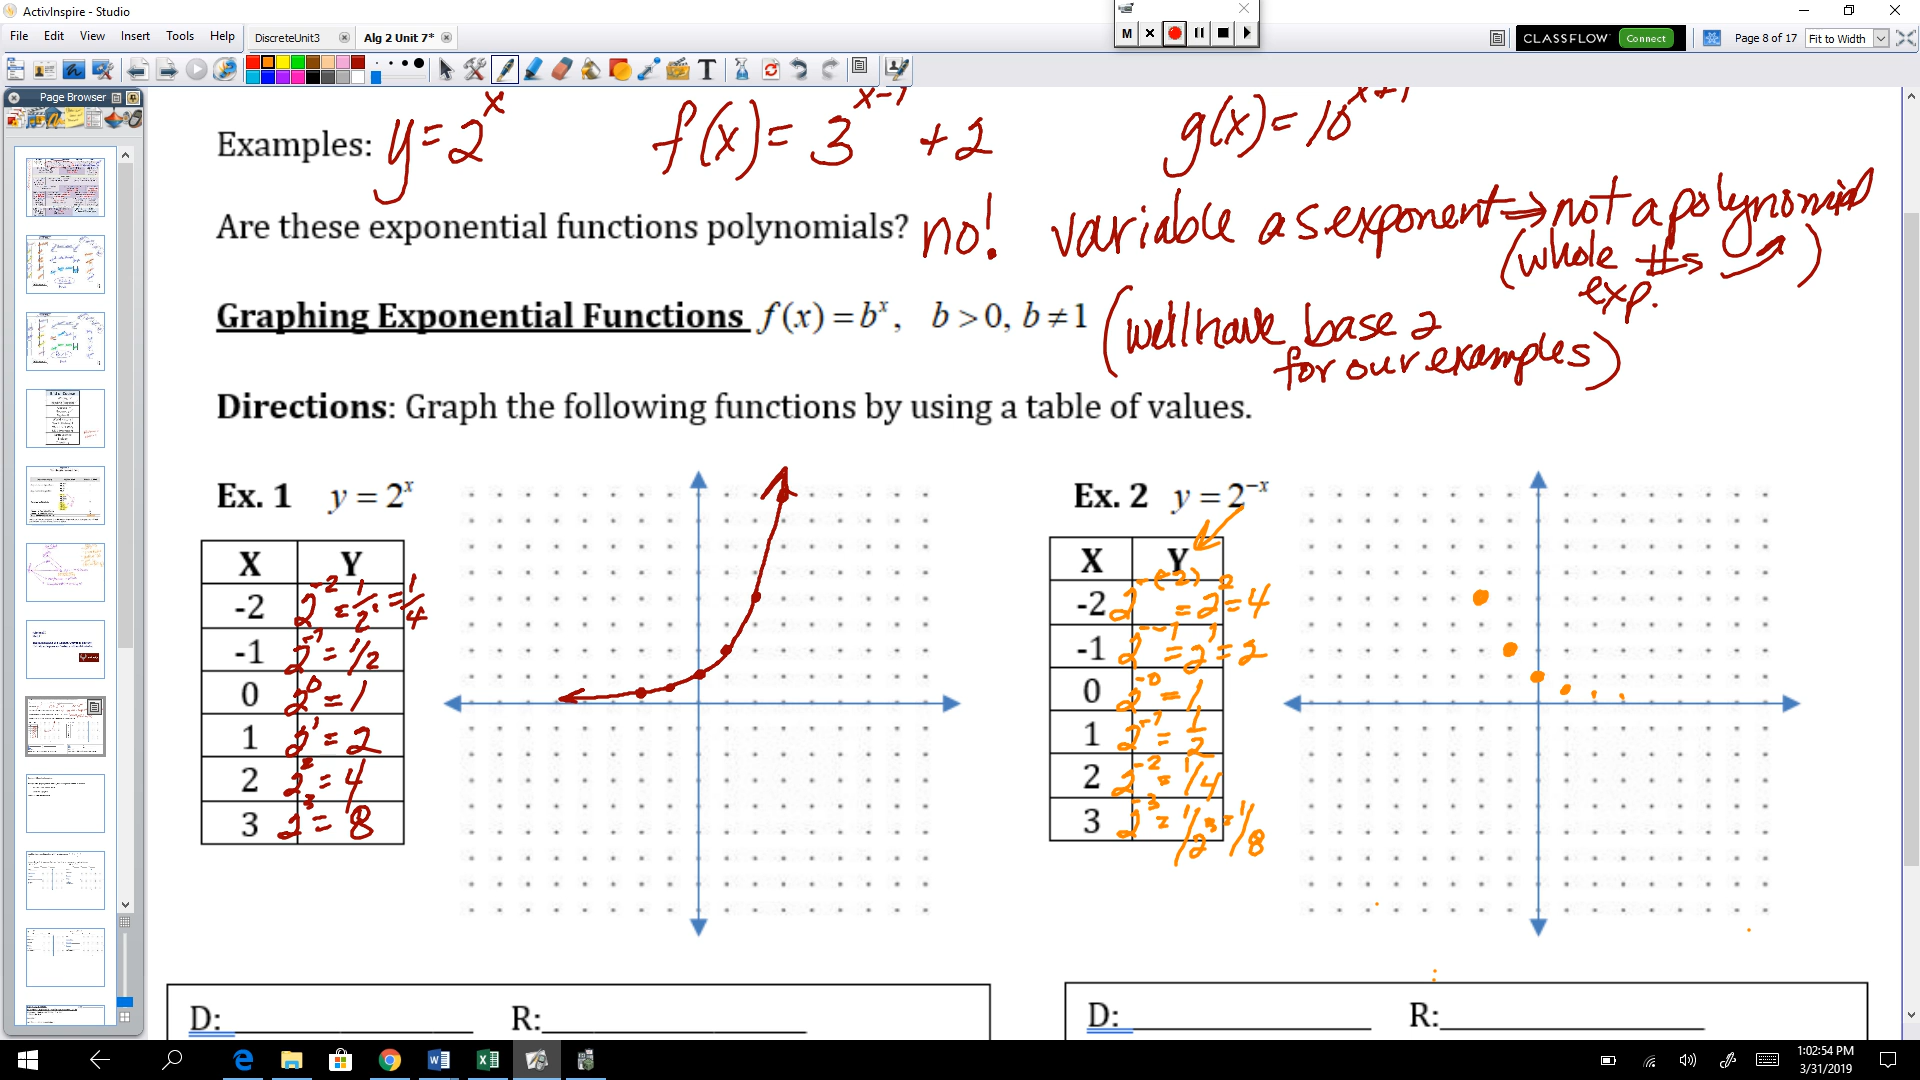 ActivInspire - Studio
File Edit View Insert Tools Help
DiscreteUnit3
Alg 2 Unit 7*
M
CLASSFLOW Connect
Page 8 of 17
Fit to Width
Page Browser
Examples: y = 2^x f(x) = 3^{x-1} + 2 g(x) = 10^{x+1}
Are these exponential functions polynomials? no! variable as exponent ⇒ not a polynomial
(whole #s exp. ↗)
Graphing Exponential Functions f(x) = b^x, b > 0, b ≠ 1 (we'll have base 2
for our examples)
Directions: Graph the following functions by using a table of values.
Ex. 1 y = 2^x
X Y
-2 2^{-2} = 1/2^2 = 1/4
-1 2^{-1} = 1/2
0 2^0 = 1
1 2^1 = 2
2 2^2 = 4
3 2^3 = 8
Ex. 2 y = 2^{-x}
X Y
-2 2^{-(-2)} = 2^2 = 4
-1 2^{--1} = 2^1 = 2
0 2^{-0} = 1
1 2^{-1} = 1/2
2 2^{-2} = 1/4
3 2^{-3} = 1/2^3 = 1/8
D: R:
D: R:
1:02:54 PM
3/31/2019